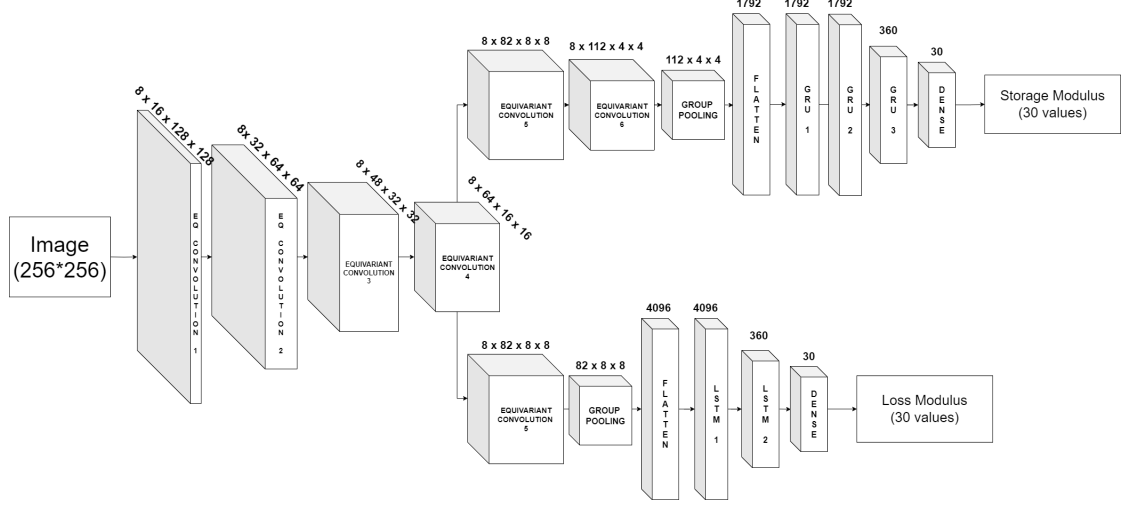 Image
(256*256)
8 x 16 x 128 x 128
EQ CONVOLUTION 1
8x 32 x 64 x 64
EQ CONVOLUTION 2
8 x 48 x 32 x 32
EQUIVARIANT
CONVOLUTION
3
8 x 64 x 16 x 16
EQUIVARIANT
CONVOLUTION
4
8 x 82 x 8 x 8
EQUIVARIANT
CONVOLUTION
5
8 x 112 x 4 x 4
EQUIVARIANT
CONVOLUTION
6
112 x 4 x 4
GROUP
POOLING
1792
FLATTEN
1792
GRU 1
1792
GRU 2
360
GRU 3
30
DENSE
Storage Modulus
(30 values)
8 x 82 x 8 x 8
EQUIVARIANT
CONVOLUTION
5
82 x 8 x 8
GROUP
POOLING
4096
FLATTEN
4096
LSTM 1
360
LSTM 2
30
DENSE
Loss Modulus
(30 values)